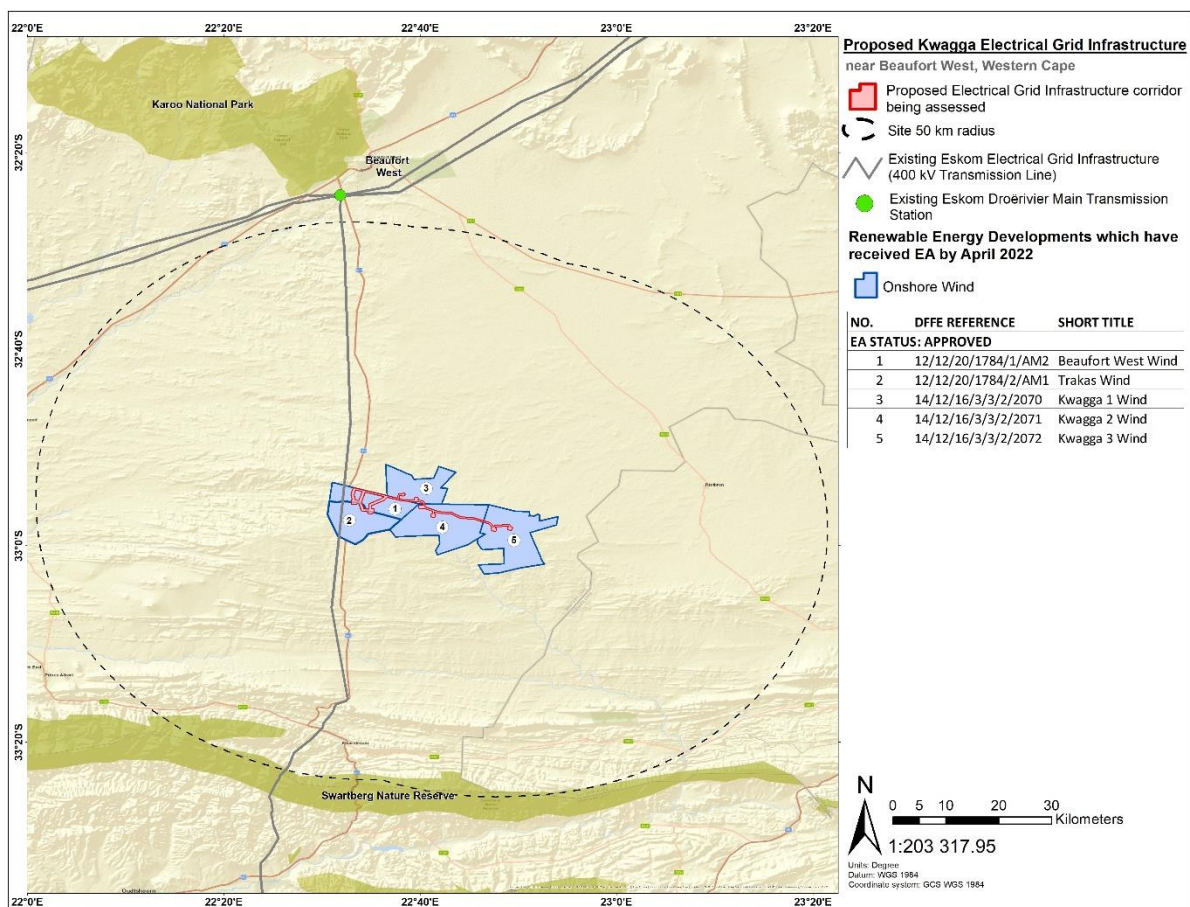 22°0'E 22°20'E 22°40'E 23°0'E 23°20'E
32°20'S
32°40'S
33°0'S
33°20'S
Karoo National Park
Beaufort
West
3
1
2
4
5
Swartberg Nature Reserve
Oudtshoorn
22°0'E 22°20'E 22°40'E 23°0'E 23°20'E
Proposed Kwagga Electrical Grid Infrastructure
near Beaufort West, Western Cape
Proposed Electrical Grid Infrastructure corridor
being assessed
Site 50 km radius
Existing Eskom Electrical Grid Infrastructure
(400 kV Transmission Line)
Existing Eskom Droërivier Main Transmission
Station
Renewable Energy Developments which have
received EA by April 2022
Onshore Wind
NO. DFFE REFERENCE SHORT TITLE
EA STATUS: APPROVED
1 12/12/20/1784/1/AM2 Beaufort West Wind
2 12/12/20/1784/2/AM1 Trakas Wind
3 14/12/16/3/3/2/2070 Kwagga 1 Wind
4 14/12/16/3/3/2/2071 Kwagga 2 Wind
5 14/12/16/3/3/2/2072 Kwagga 3 Wind
N
0 5 10 20 30
Kilometers
1:203 317.95
Units: Degree
Datum: WGS 1984
Coordinate system: GCS WGS 1984